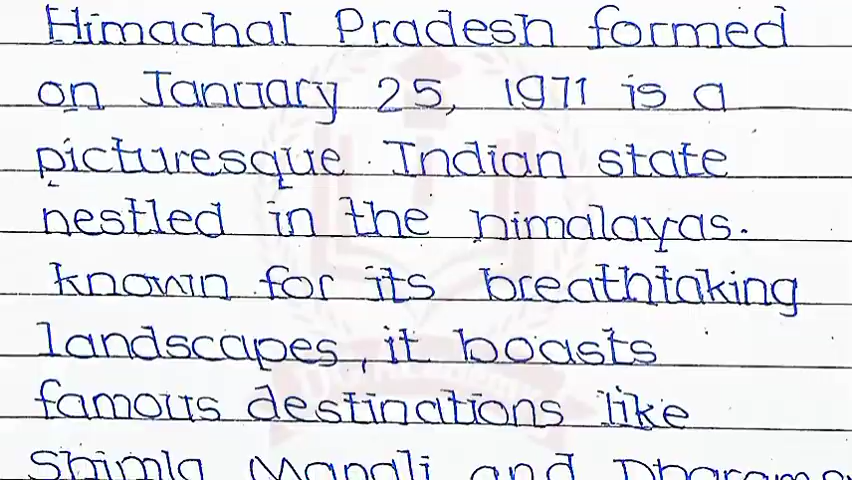 Himachal Pradesh formed
on January 25, 1971 is a
picturesque Indian state
nestled in the himalayas.
known for its breathtaking
landscapes, it boasts
famous destinations like
Shimla Manali and